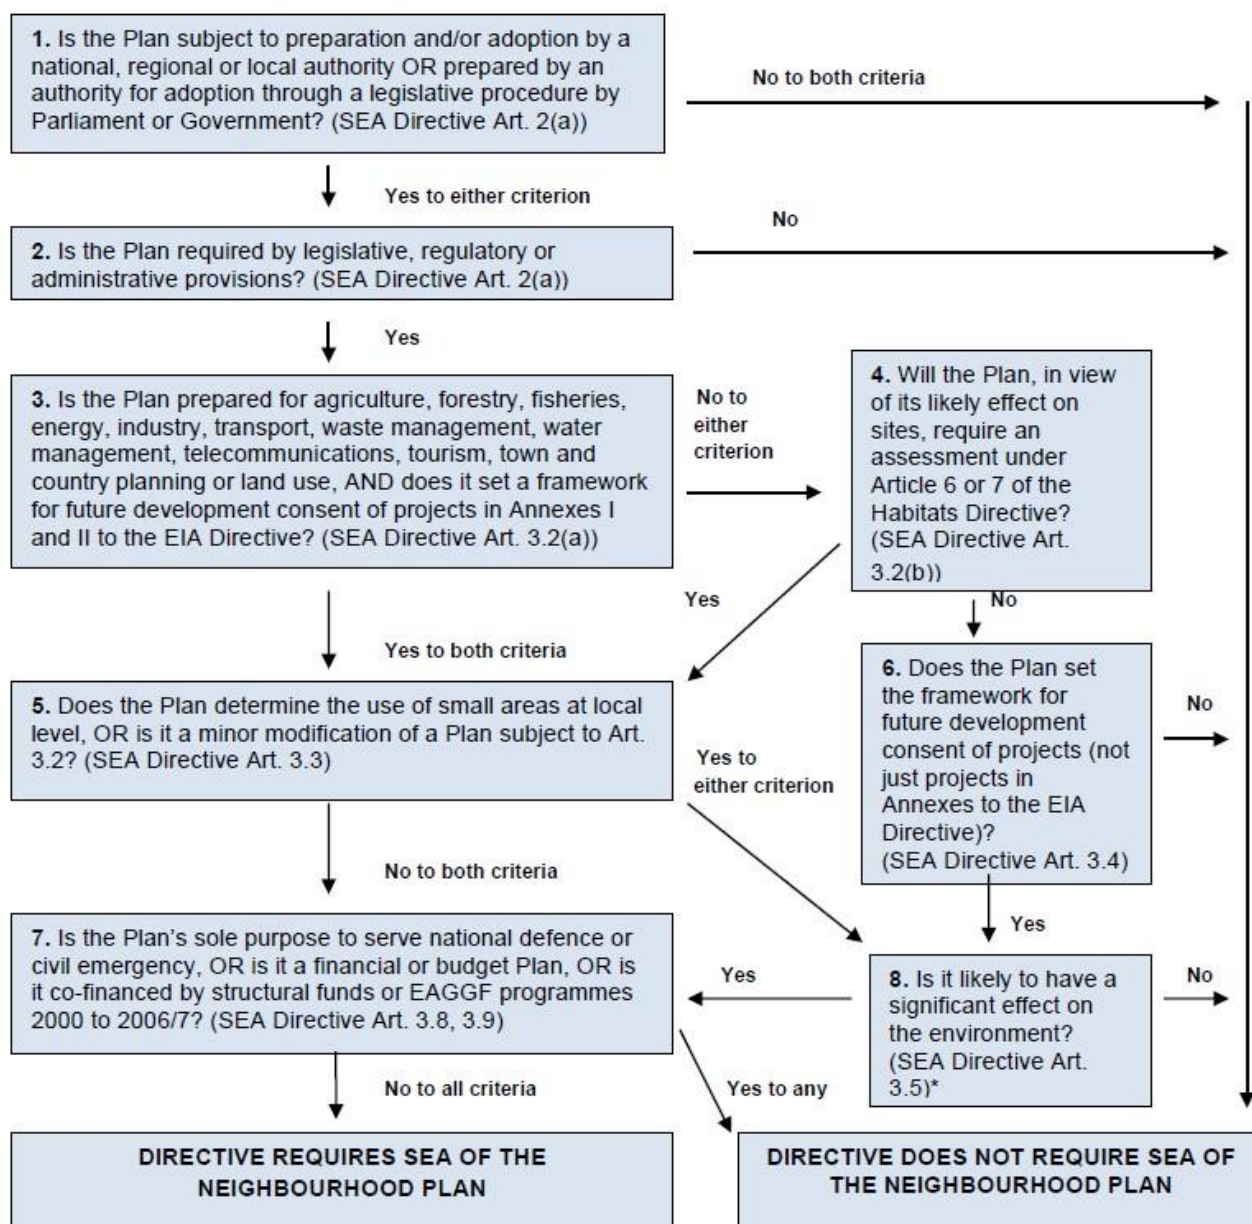 1. Is the Plan subject to preparation and/or adoption by a
national, regional or local authority OR prepared by an
authority for adoption through a legislative procedure by
Parliament or Government? (SEA Directive Art. 2(a))
No to both criteria
Yes to either criterion
No
2. Is the Plan required by legislative, regulatory or
administrative provisions? (SEA Directive Art. 2(a))
Yes
3. Is the Plan prepared for agriculture, forestry, fisheries,
energy, industry, transport, waste management, water
management, telecommunications, tourism, town and
country planning or land use, AND does it set a framework
for future development consent of projects in Annexes I
and II to the EIA Directive? (SEA Directive Art. 3.2(a))
No to
either
criterion
4. Will the Plan, in view
of its likely effect on
sites, require an
assessment under
Article 6 or 7 of the
Habitats Directive?
(SEA Directive Art.
3.2(b))
Yes
No
Yes to both criteria
5. Does the Plan determine the use of small areas at local
level, OR is it a minor modification of a Plan subject to Art.
3.2? (SEA Directive Art. 3.3)
Yes to
either criterion
6. Does the Plan set
the framework for
future development
consent of projects (not
just projects in
Annexes to the EIA
Directive)?
(SEA Directive Art. 3.4)
No
No to both criteria
Yes
7. Is the Plan's sole purpose to serve national defence or
civil emergency, OR is it a financial or budget Plan, OR is
it co-financed by structural funds or EAGGF programmes
2000 to 2006/7? (SEA Directive Art. 3.8, 3.9)
Yes
8. Is it likely to have a
significant effect on
the environment?
(SEA Directive Art.
3.5)*
No
No to all criteria
Yes to any
DIRECTIVE REQUIRES SEA OF THE
NEIGHBOURHOOD PLAN
DIRECTIVE DOES NOT REQUIRE SEA OF
THE NEIGHBOURHOOD PLAN